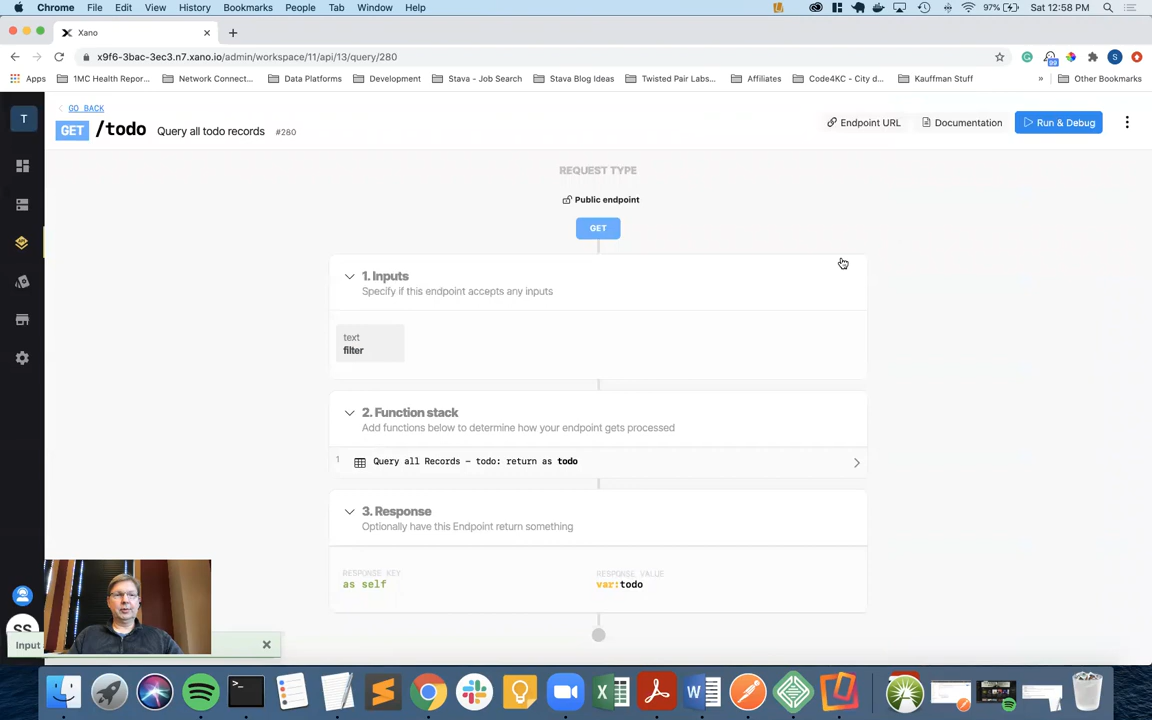 Chrome File Edit View History Bookmarks People Tab Window Help 97% Sat 12:58 PM
Xano
x9f6-3bac-3ec3.n7.xano.io/admin/workspace/11/api/13/query/280
Apps 1MC Health Repor... Network Connect... Data Platforms Development Stava - Job Search Stava Blog Ideas Twisted Pair Labs... Affiliates Code4KC - City d... Kauffman Stuff » Other Bookmarks
T
GO BACK
GET /todo Query all todo records #280
Endpoint URL Documentation Run & Debug
REQUEST TYPE
Public endpoint
GET
1. Inputs
Specify if this endpoint accepts any inputs
text
filter
2. Function stack
Add functions below to determine how your endpoint gets processed
1 Query all Records - todo: return as todo
3. Response
Optionally have this Endpoint return something
RESPONSE KEY RESPONSE VALUE
as self var:todo
SS
Input